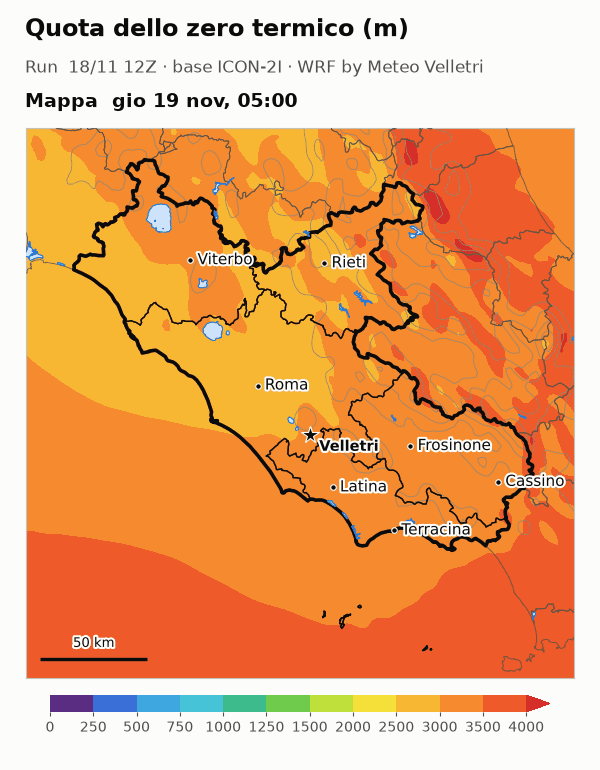 Quota dello zero termico (m)
Run  18/11 12Z · base ICON-2I · WRF by Meteo Velletri
Mappa  gio 19 nov, 05:00
Viterbo
Rieti
Roma
Velletri
Frosinone
Latina
Cassino
Terracina
50 km
0 250 500 750 1000 1250 1500 2000 2500 3000 3500 4000